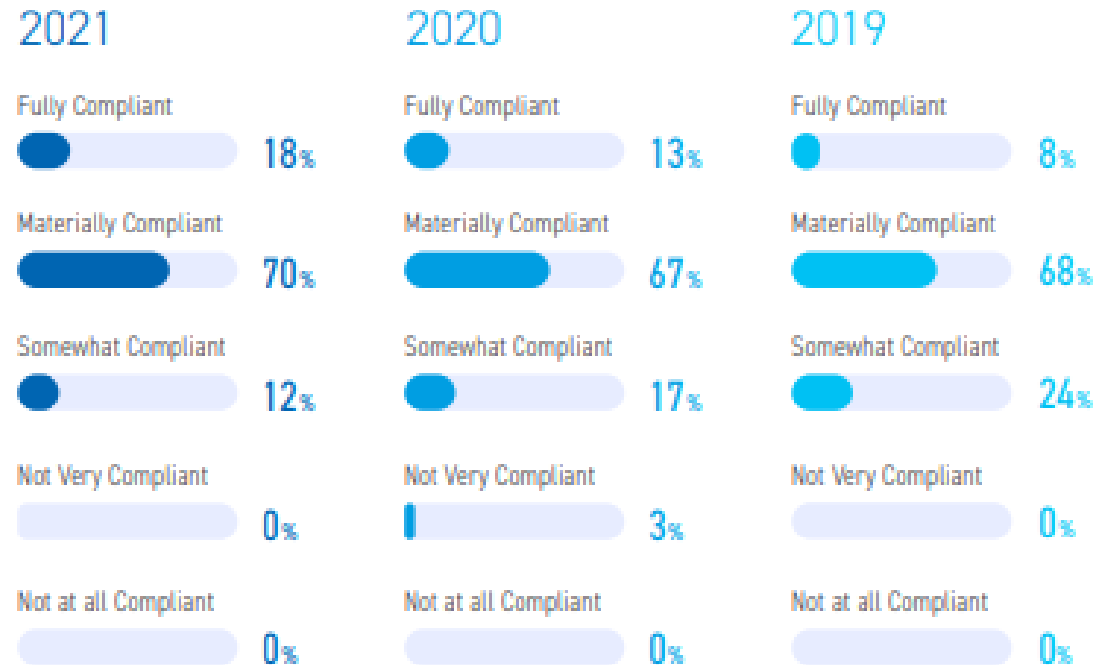 2021
Fully Compliant
18%
Materially Compliant
70%
Somewhat Compliant
12%
Not Very Compliant
0%
Not at all Compliant
0%
2020
Fully Compliant
13%
Materially Compliant
67%
Somewhat Compliant
17%
Not Very Compliant
3%
Not at all Compliant
0%
2019
Fully Compliant
8%
Materially Compliant
68%
Somewhat Compliant
24%
Not Very Compliant
0%
Not at all Compliant
0%